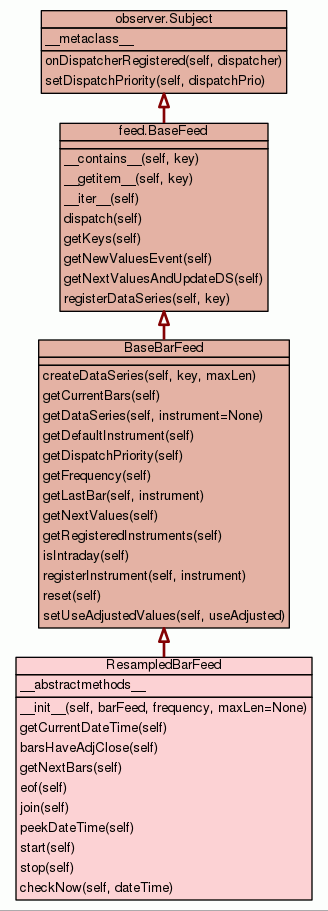 observer.Subject
__metaclass__
onDispatcherRegistered(self, dispatcher)
setDispatchPriority(self, dispatchPrio)
feed.BaseFeed
__contains__(self, key)
__getitem__(self, key)
__iter__(self)
dispatch(self)
getKeys(self)
getNewValuesEvent(self)
getNextValuesAndUpdateDS(self)
registerDataSeries(self, key)
BaseBarFeed
createDataSeries(self, key, maxLen)
getCurrentBars(self)
getDataSeries(self, instrument=None)
getDefaultInstrument(self)
getDispatchPriority(self)
getFrequency(self)
getLastBar(self, instrument)
getNextValues(self)
getRegisteredInstruments(self)
isIntraday(self)
registerInstrument(self, instrument)
reset(self)
setUseAdjustedValues(self, useAdjusted)
ResampledBarFeed
__abstractmethods__
__init__(self, barFeed, frequency, maxLen=None)
getCurrentDateTime(self)
barsHaveAdjClose(self)
getNextBars(self)
eof(self)
join(self)
peekDateTime(self)
start(self)
stop(self)
checkNow(self, dateTime)